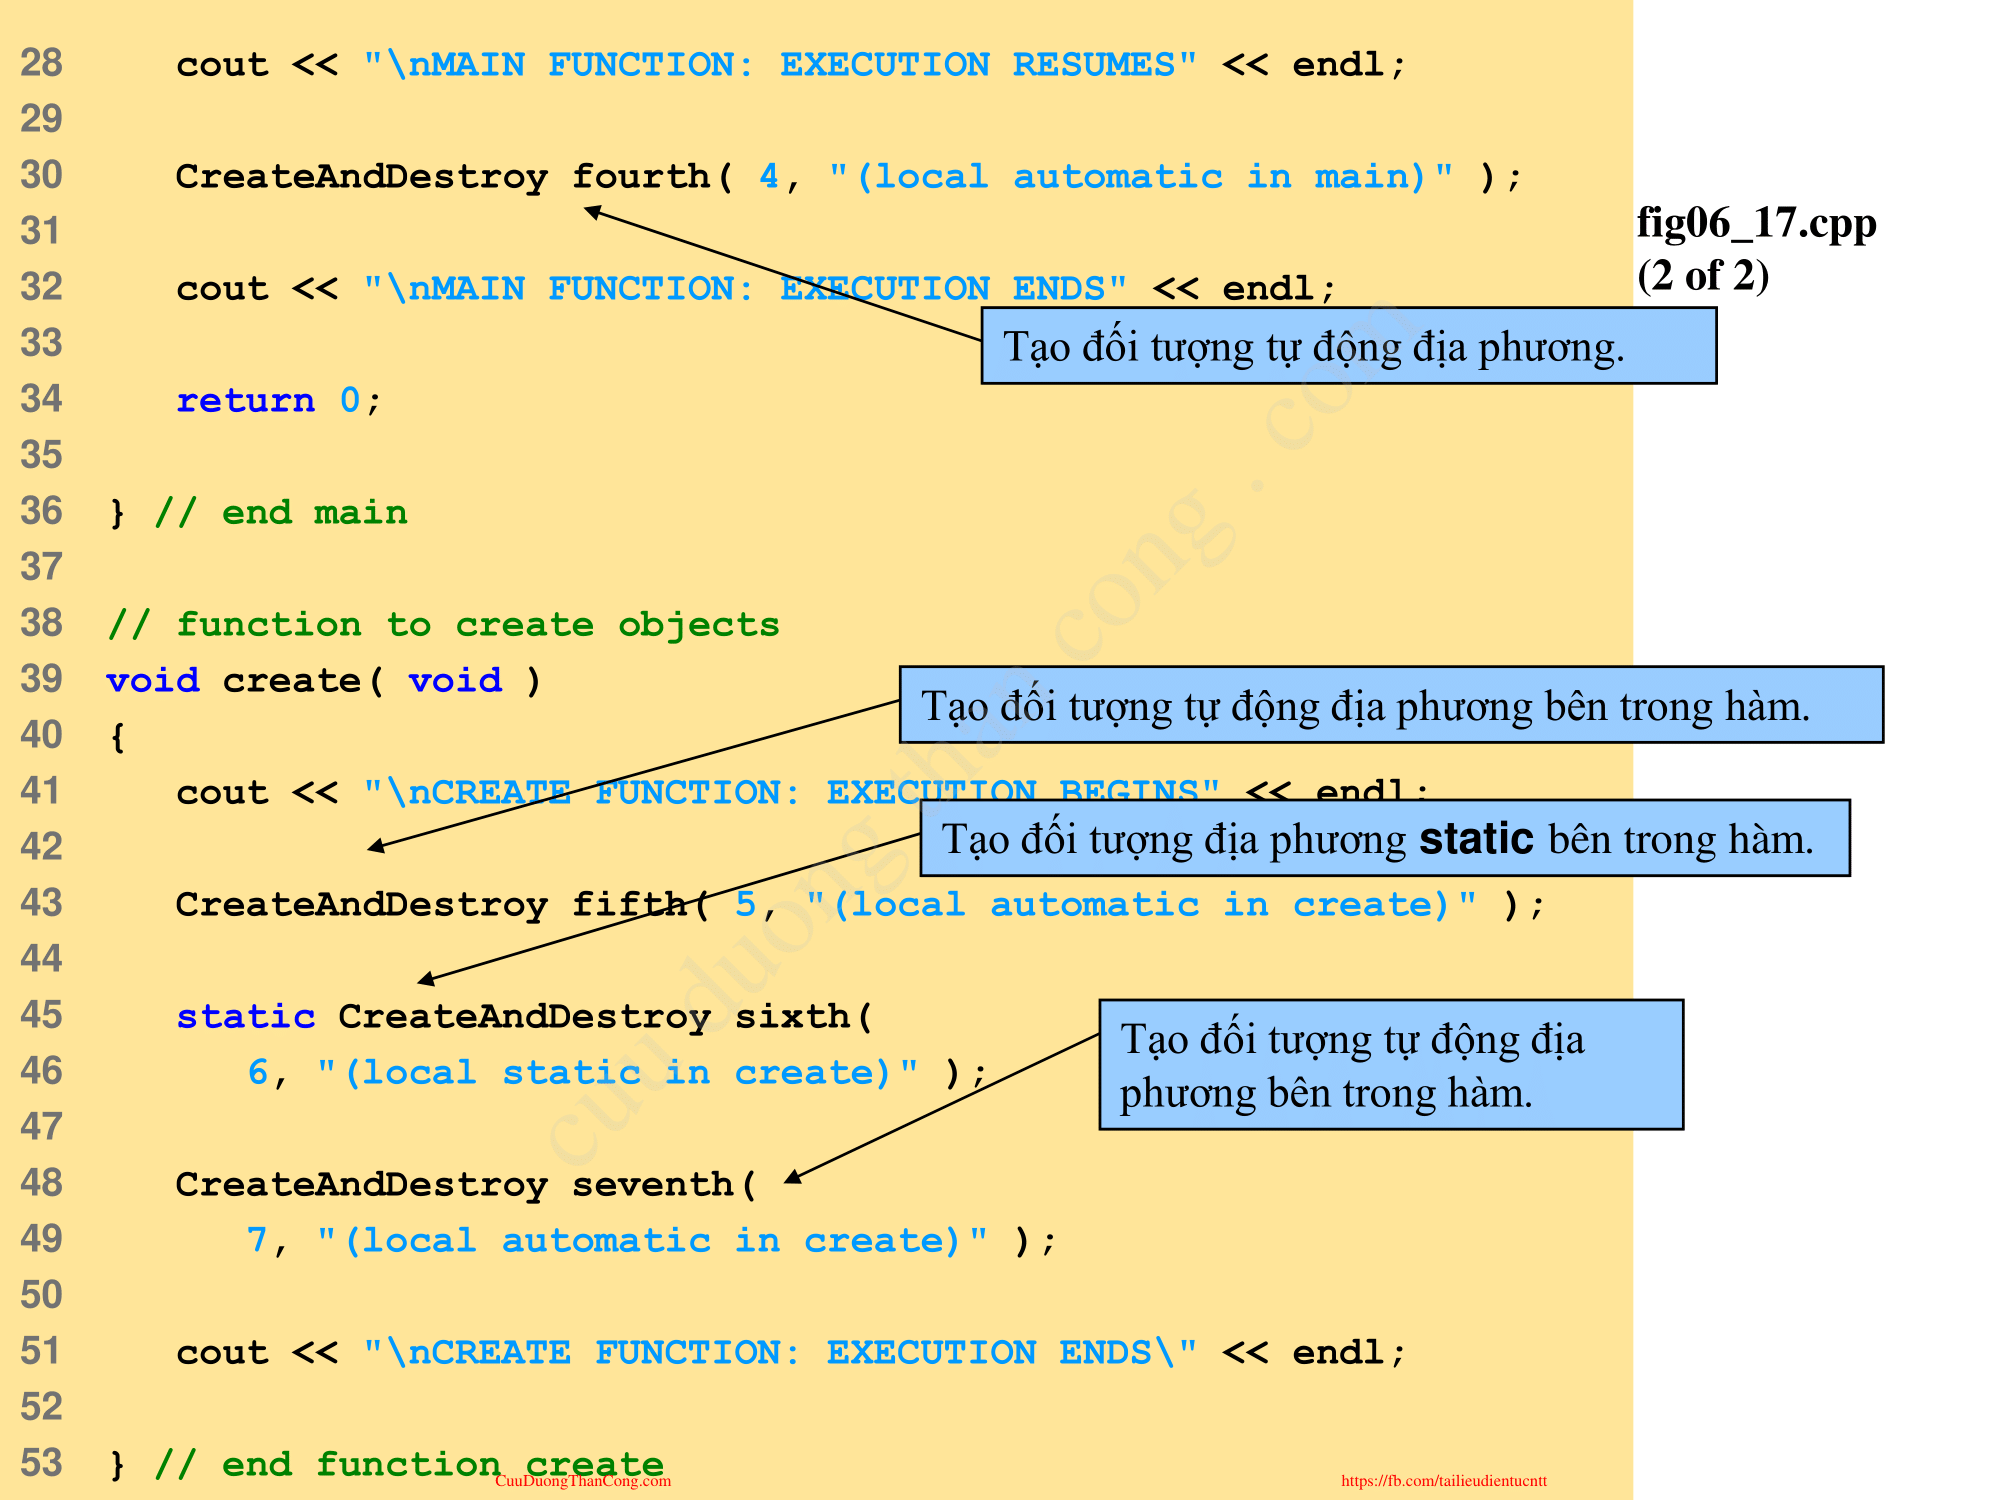 28 cout << "\nMAIN FUNCTION: EXECUTION RESUMES" << endl;
29
30 CreateAndDestroy fourth( 4, "(local automatic in main)" );
31
fig06_17.cpp
(2 of 2)
32 cout << "\nMAIN FUNCTION: EXECUTION ENDS" << endl;
33
Tạo đối tượng tự động địa phương.
34 return 0;
35
36 } // end main
37
38 // function to create objects
39 void create( void )
Tạo đối tượng tự động địa phương bên trong hàm.
40 {
41 cout << "\nCREATE FUNCTION: EXECUTION BEGINS" << endl;
42
Tạo đối tượng địa phương static bên trong hàm.
43 CreateAndDestroy fifth( 5, "(local automatic in create)" );
44
45 static CreateAndDestroy sixth(
46 6, "(local static in create)" );
Tạo đối tượng tự động địa
phương bên trong hàm.
47
48 CreateAndDestroy seventh(
49 7, "(local automatic in create)" );
50
51 cout << "\nCREATE FUNCTION: EXECUTION ENDS\" << endl;
52
53 } // end function create
cuu duong than cong . com
CuuDuongThanCong.com
https://fb.com/tailieudientucntt